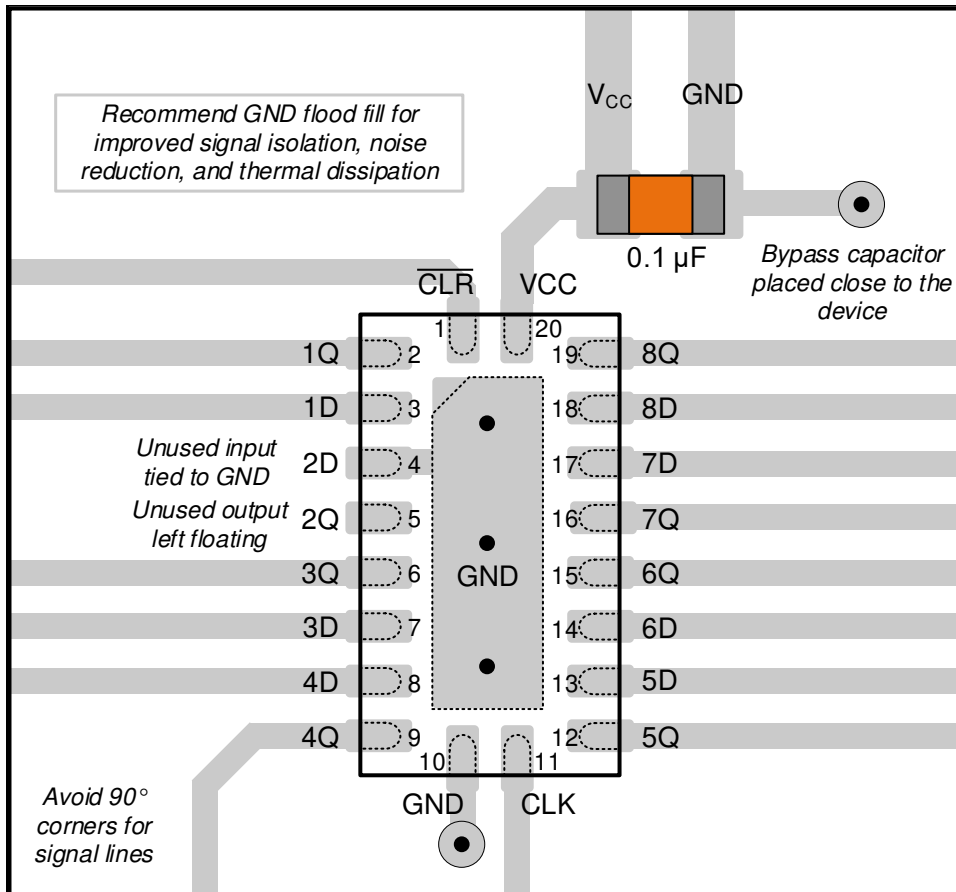 Recommend GND flood fill for
improved signal isolation, noise
reduction, and thermal dissipation
V_CC GND
0.1 µF
Bypass capacitor
placed close to the
device
C̅L̅R̅ VCC
1 20
1Q 2 19 8Q
1D 3 18 8D
Unused input
tied to GND
2D 4 17 7D
Unused output
left floating
2Q 5 16 7Q
3Q 6 GND 15 6Q
3D 7 14 6D
4D 8 13 5D
4Q 9 12 5Q
10 11
GND CLK
Avoid 90°
corners for
signal lines